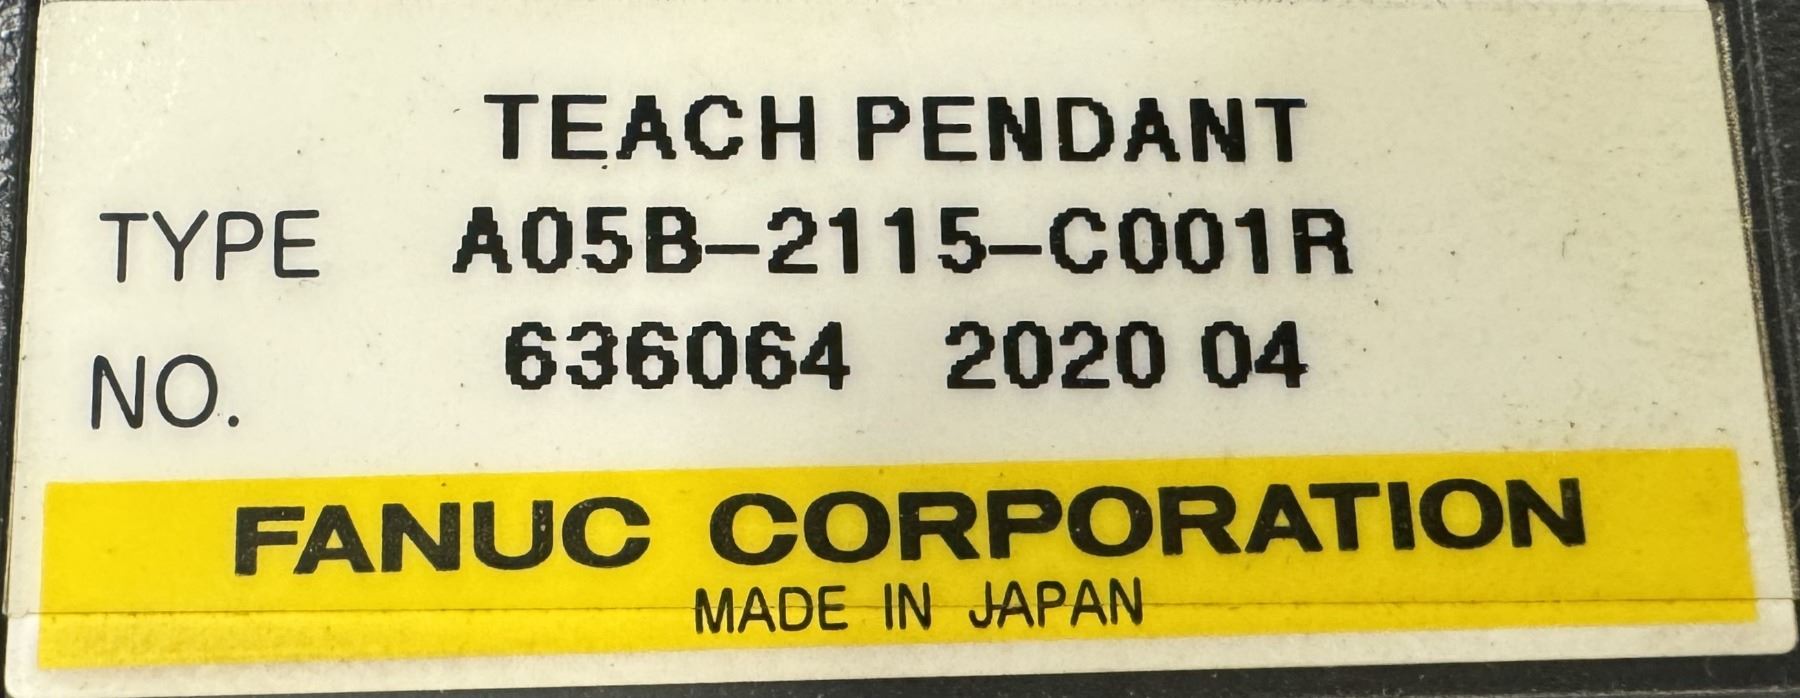 TEACH PENDANT
TYPE A05B-2115-C001R
NO. 636064 2020 04
FANUC CORPORATION
MADE IN JAPAN